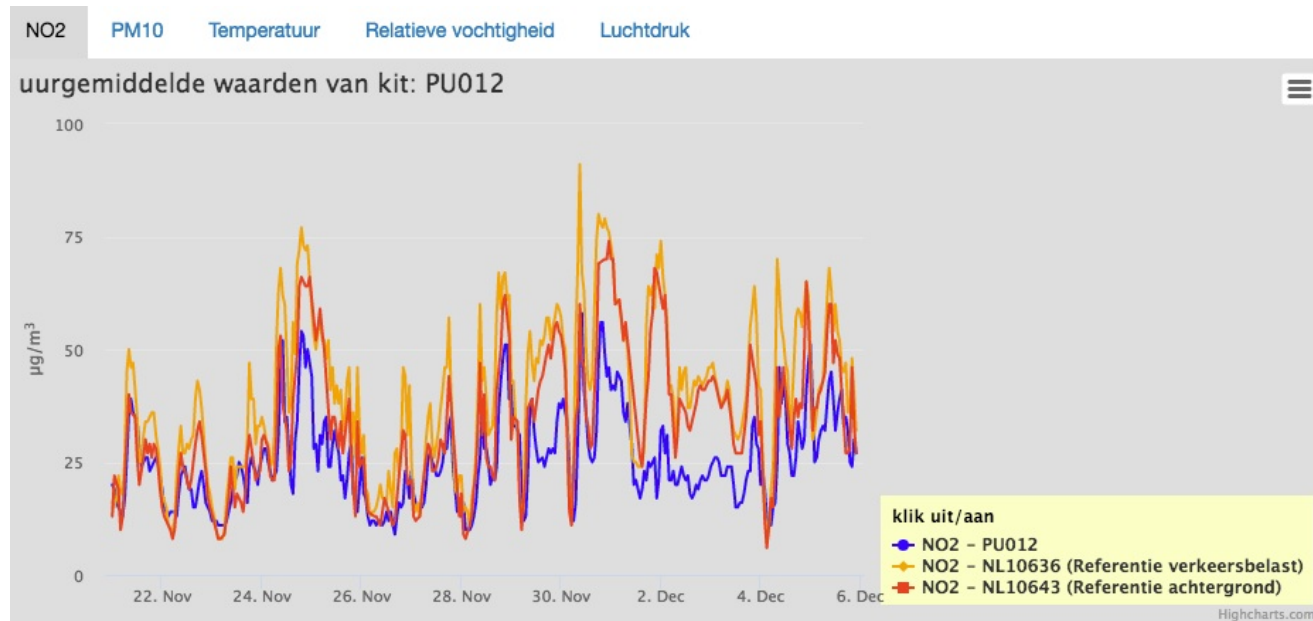 NO2 PM10 Temperatuur Relatieve vochtigheid Luchtdruk
uurgemiddelde waarden van kit: PU012
100
75
50
25
0
µg/m³
22. Nov 24. Nov 26. Nov 28. Nov 30. Nov 2. Dec 4. Dec 6. Dec
klik uit/aan
NO2 - PU012
NO2 - NL10636 (Referentie verkeersbelast)
NO2 - NL10643 (Referentie achtergrond)
Highcharts.com